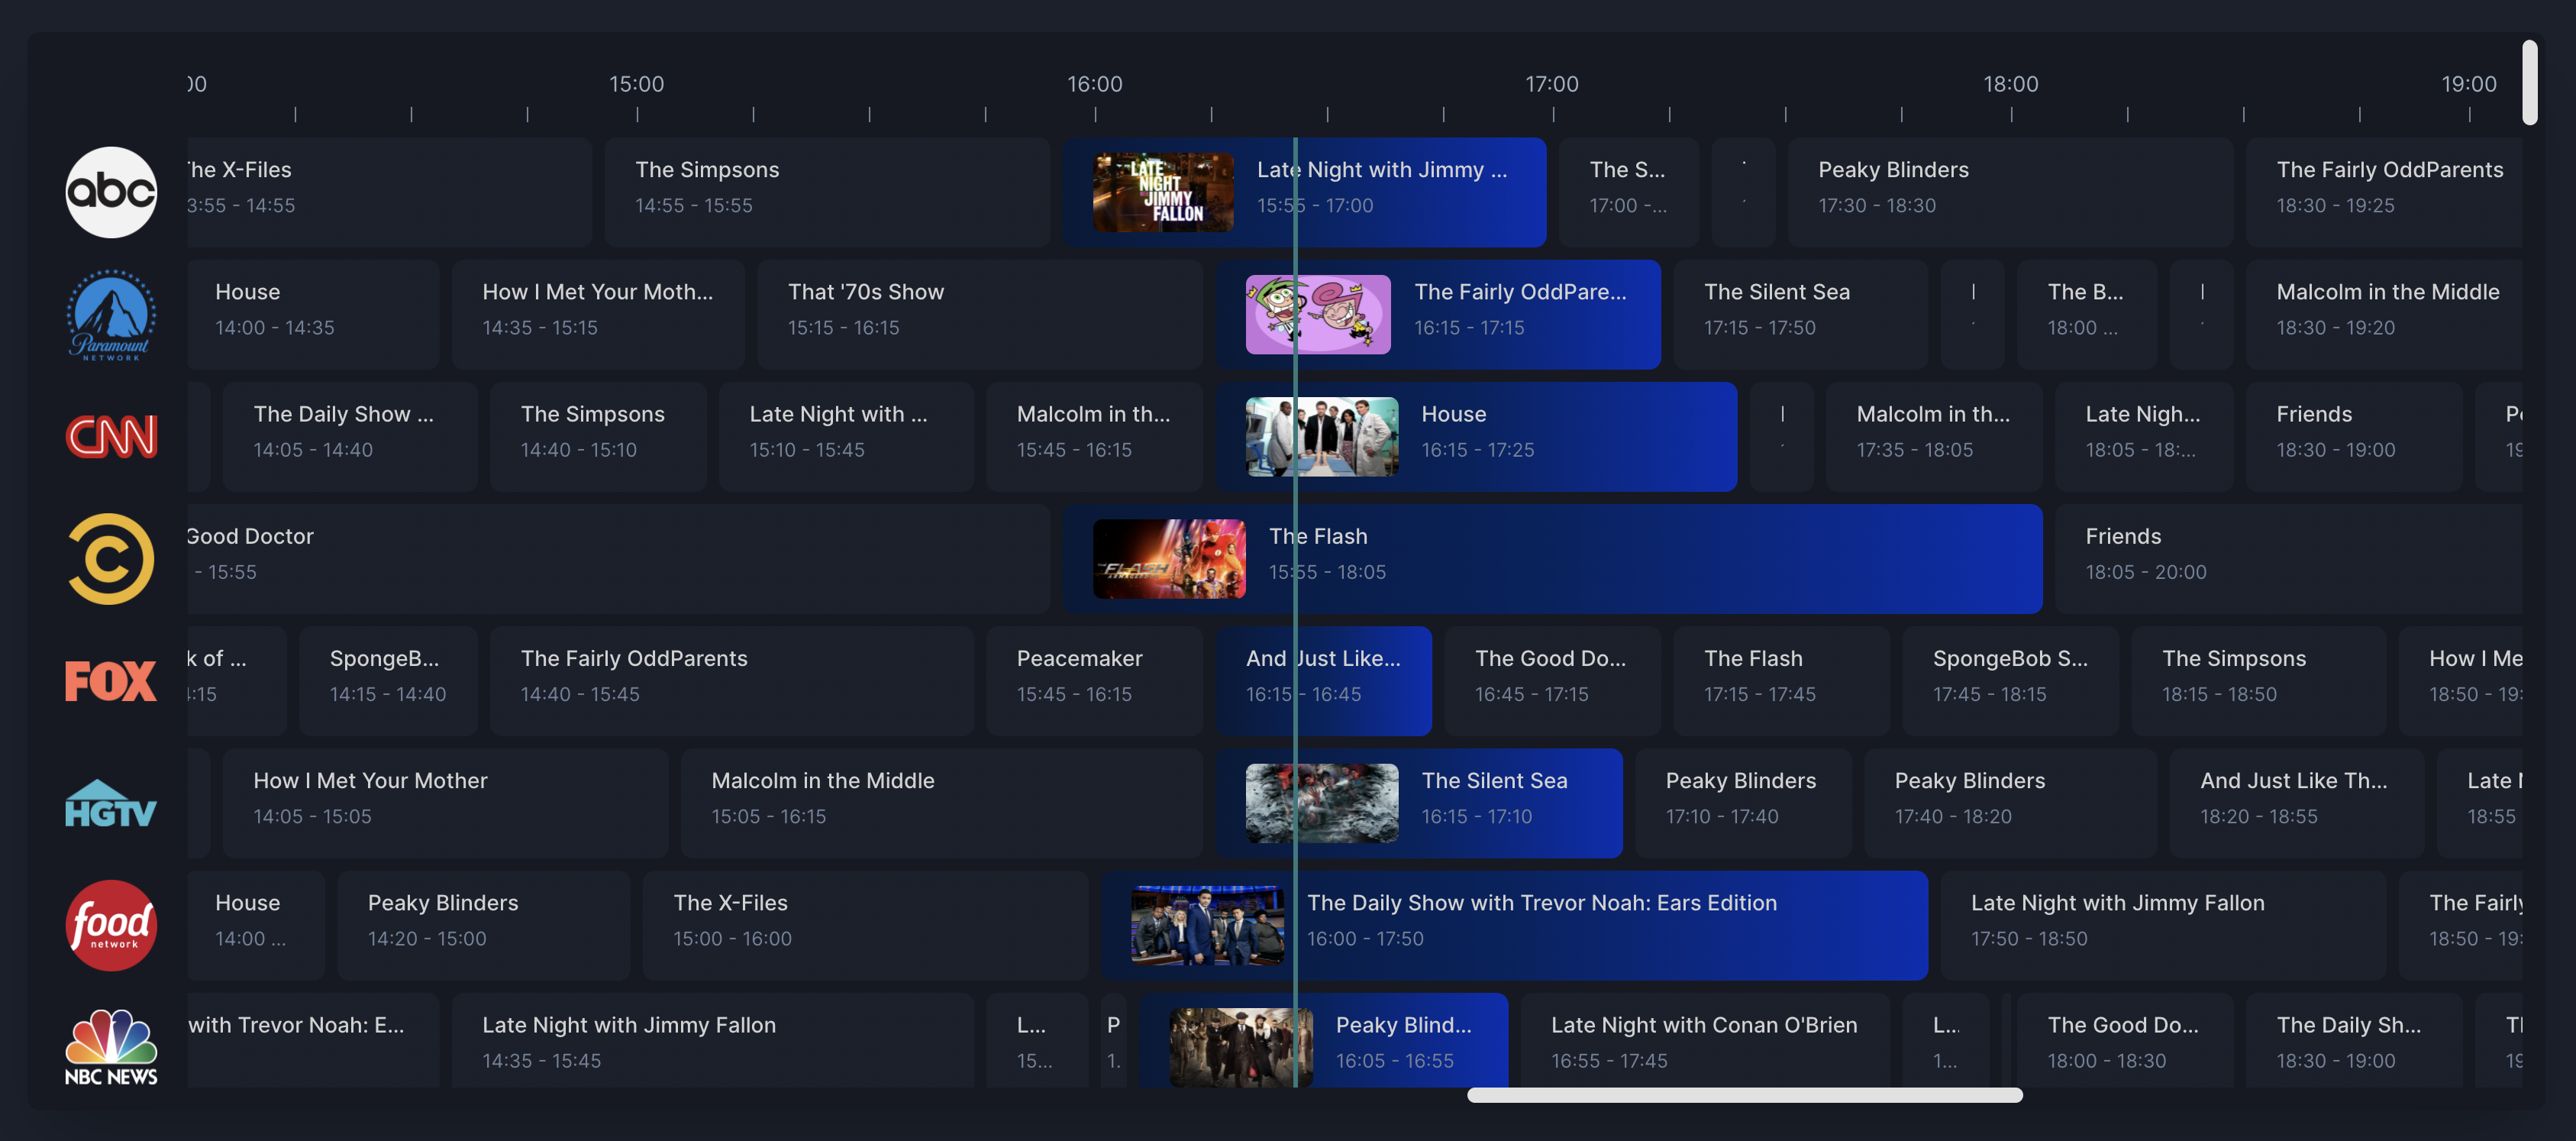 :00 15:00 16:00 17:00 18:00 19:00
abc
The X-Files
3:55 - 14:55
The Simpsons
14:55 - 15:55
LATE
NIGHT
JIMMY
FALLON
Late Night with Jimmy ...
15:55 - 17:00
The S...
17:00 -...
Peaky Blinders
17:30 - 18:30
The Fairly OddParents
18:30 - 19:25
Paramount
NETWORK
House
14:00 - 14:35
How I Met Your Moth...
14:35 - 15:15
That '70s Show
15:15 - 16:15
The Fairly OddPare...
16:15 - 17:15
The Silent Sea
17:15 - 17:50
The B...
18:00 ...
Malcolm in the Middle
18:30 - 19:20
CNN
The Daily Show ...
14:05 - 14:40
The Simpsons
14:40 - 15:10
Late Night with ...
15:10 - 15:45
Malcolm in th...
15:45 - 16:15
House
16:15 - 17:25
Malcolm in th...
17:35 - 18:05
Late Nigh...
18:05 - 18:...
Friends
18:30 - 19:00
19
Good Doctor
- 15:55
THE FLASH
The Flash
15:55 - 18:05
Friends
18:05 - 20:00
FOX
k of ...
:15
SpongeB...
14:15 - 14:40
The Fairly OddParents
14:40 - 15:45
Peacemaker
15:45 - 16:15
And Just Like...
16:15 - 16:45
The Good Do...
16:45 - 17:15
The Flash
17:15 - 17:45
SpongeBob S...
17:45 - 18:15
The Simpsons
18:15 - 18:50
How I Me
18:50 - 19:
HGTV
How I Met Your Mother
14:05 - 15:05
Malcolm in the Middle
15:05 - 16:15
The Silent Sea
16:15 - 17:10
Peaky Blinders
17:10 - 17:40
Peaky Blinders
17:40 - 18:20
And Just Like Th...
18:20 - 18:55
Late
18:55
food
network
House
14:00 ...
Peaky Blinders
14:20 - 15:00
The X-Files
15:00 - 16:00
The Daily Show with Trevor Noah: Ears Edition
16:00 - 17:50
Late Night with Jimmy Fallon
17:50 - 18:50
The Fairly
18:50 - 19:
NBC NEWS
with Trevor Noah: E...
Late Night with Jimmy Fallon
14:35 - 15:45
L...
15...
P
1.
Peaky Blind...
16:05 - 16:55
Late Night with Conan O'Brien
16:55 - 17:45
L...
1...
The Good Do...
18:00 - 18:30
The Daily Sh...
18:30 - 19:00
19